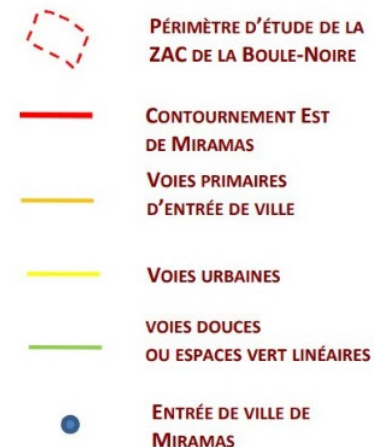 PÉRIMÈTRE D'ÉTUDE DE LA
ZAC DE LA BOULE-NOIRE
CONTOURNEMENT EST
DE MIRAMAS
VOIES PRIMAIRES
D'ENTRÉE DE VILLE
VOIES URBAINES
VOIES DOUCES
OU ESPACES VERT LINÉAIRES
ENTRÉE DE VILLE DE
MIRAMAS